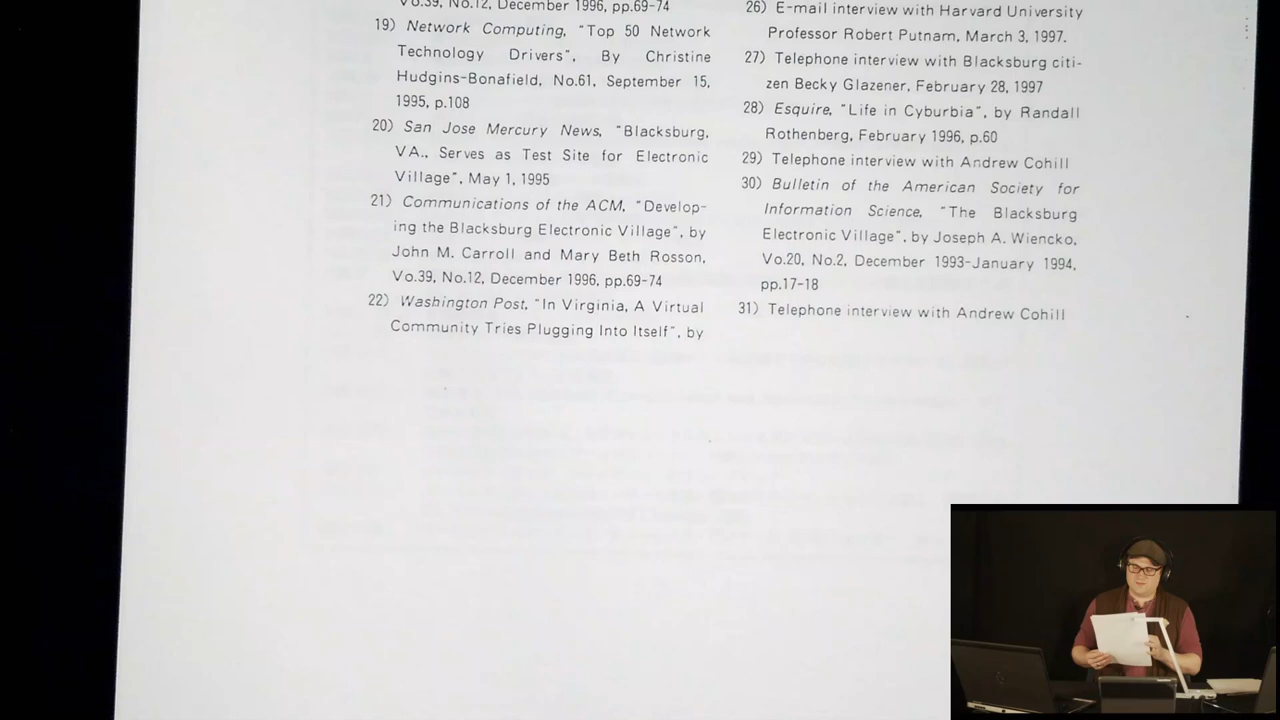 Vo.39, No.12, December 1996, pp.69-74
19) Network Computing, "Top 50 Network
Technology Drivers", By Christine
Hudgins-Bonafield, No.61, September 15,
1995, p.108
20) San Jose Mercury News, "Blacksburg,
VA., Serves as Test Site for Electronic
Village", May 1, 1995
21) Communications of the ACM, "Develop-
ing the Blacksburg Electronic Village", by
John M. Carroll and Mary Beth Rosson,
Vo.39, No.12, December 1996, pp.69-74
22) Washington Post, "In Virginia, A Virtual
Community Tries Plugging Into Itself", by
26) E-mail interview with Harvard University
Professor Robert Putnam, March 3, 1997.
27) Telephone interview with Blacksburg citi-
zen Becky Glazener, February 28, 1997
28) Esquire, "Life in Cyburbia", by Randall
Rothenberg, February 1996, p.60
29) Telephone interview with Andrew Cohill
30) Bulletin of the American Society for
Information Science, "The Blacksburg
Electronic Village", by Joseph A. Wiencko,
Vo.20, No.2, December 1993-January 1994,
pp.17-18
31) Telephone interview with Andrew Cohill